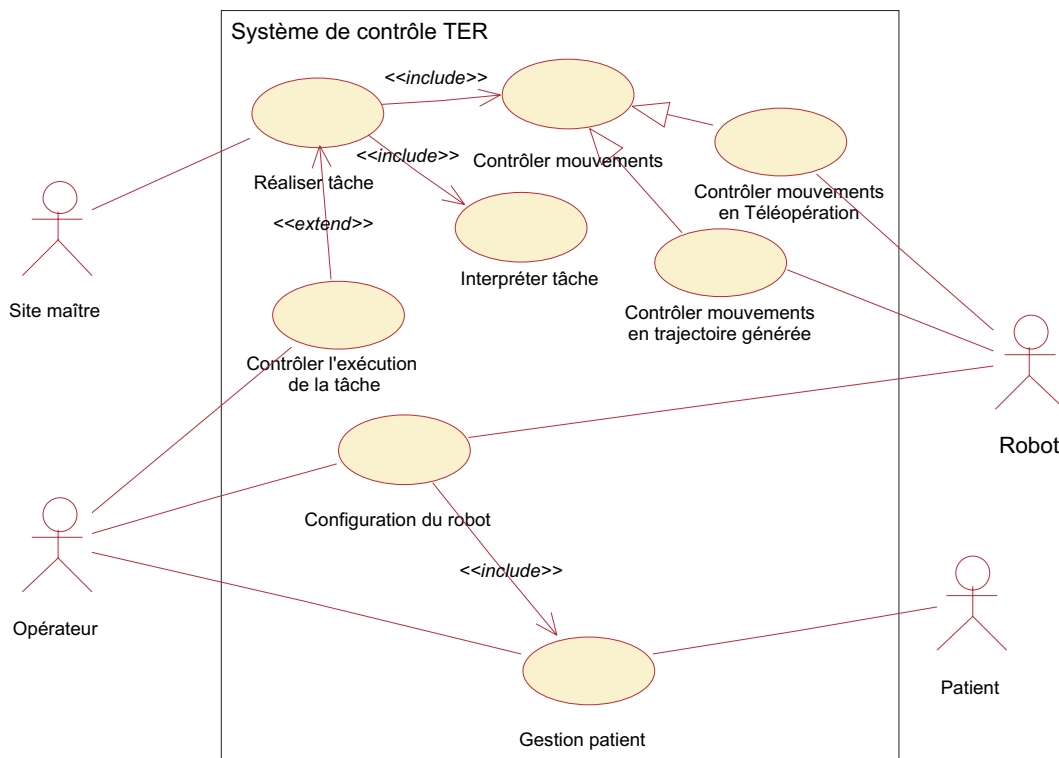 Système de contrôle TER
<<include>>
<<include>>
Contrôler mouvements
Réaliser tâche
Contrôler mouvements
en Téléopération
<<extend>>
Interpréter tâche
Site maître
Contrôler mouvements
en trajectoire générée
Contrôler l'exécution
de la tâche
Robot
Configuration du robot
<<include>>
Opérateur
Patient
Gestion patient